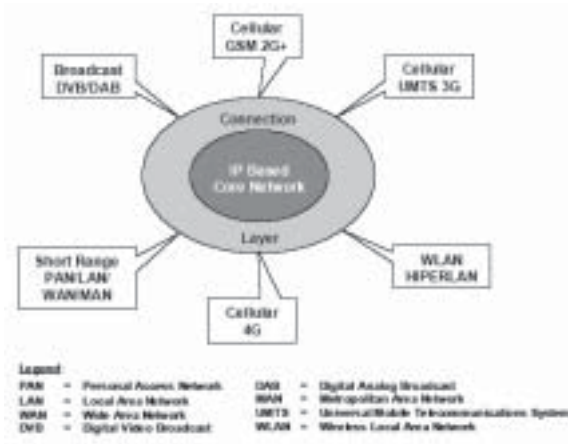 Cellular
GSM 2G+
Broadcast
DVB/DAB
Cellular
UMTS 3G
Connection
IP Based
Core Network
Layer
Short Range
PAN/LAN/
WAN/MAN
WLAN
HIPERLAN
Cellular
4G
Legend:
PAN = Personal Access Network
DAB = Digital Analog Broadcast
LAN = Local Area Network
MAN = Metropolitan Area Network
WAN = Wide Area Network
UMTS = Universal Mobile Telecommunications System
DVB = Digital Video Broadcast
WLAN = Wireless Local Area Network